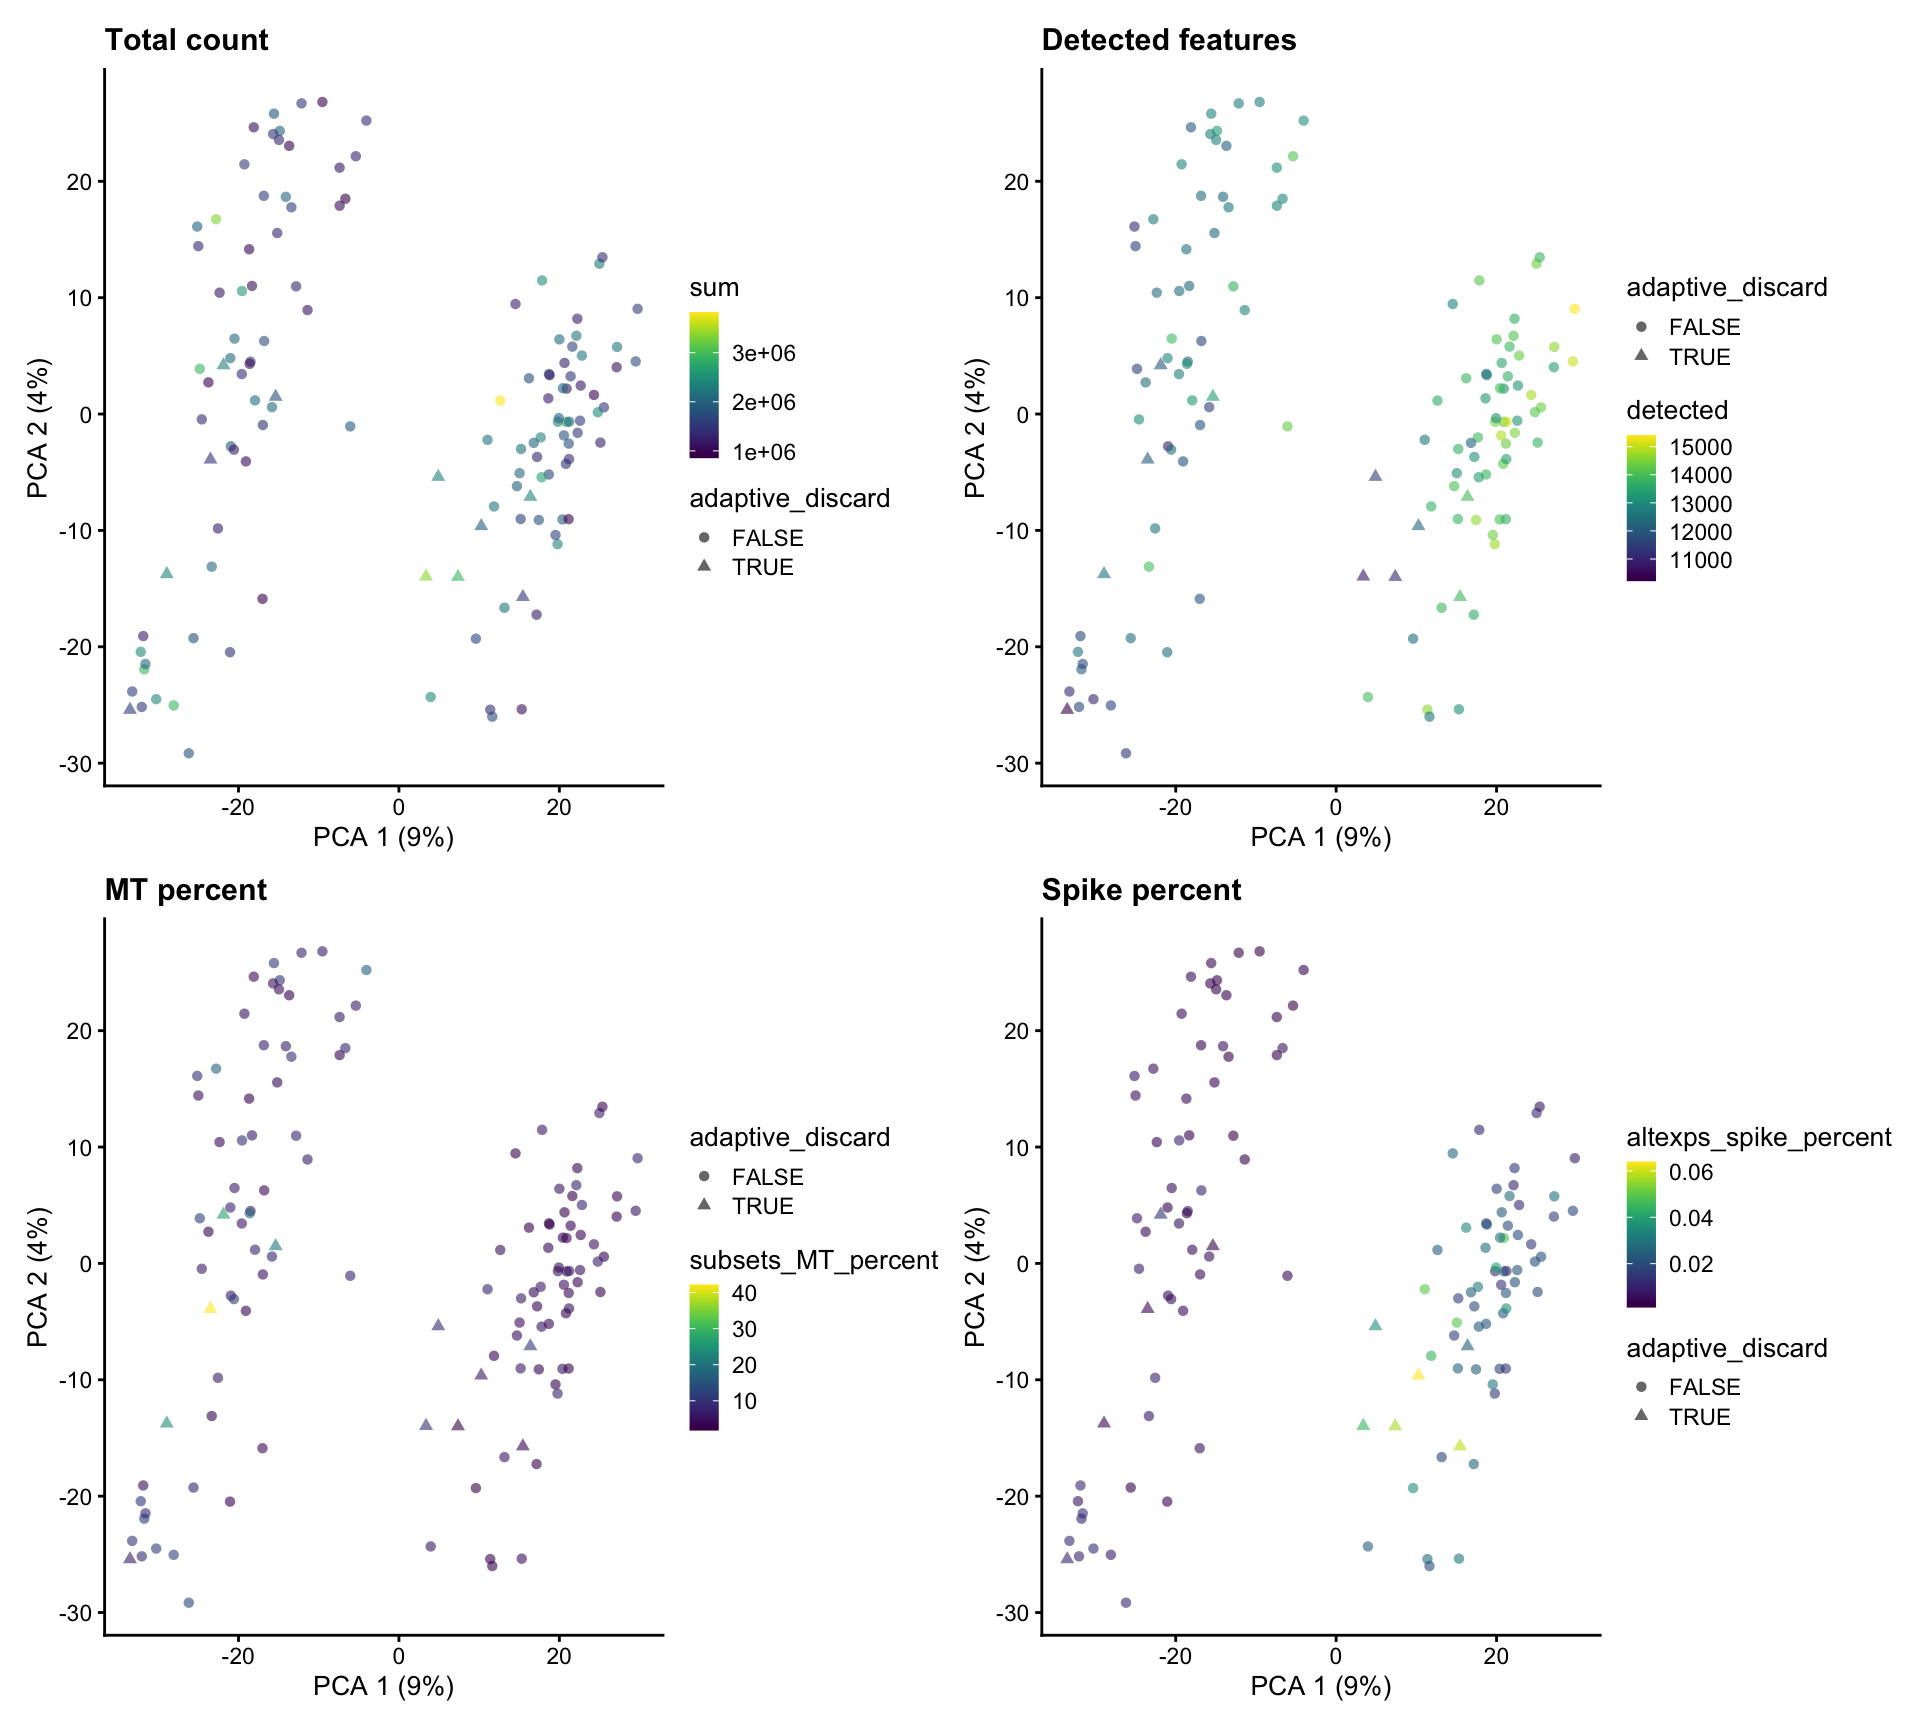 Total count
20
10
0
-10
-20
-30
PCA 2 (4%)
-20
0
20
PCA 1 (9%)
sum
3e+06
2e+06
1e+06
adaptive_discard
FALSE
TRUE
Detected features
20
10
0
-10
-20
-30
PCA 2 (4%)
-20
0
20
PCA 1 (9%)
adaptive_discard
FALSE
TRUE
detected
15000
14000
13000
12000
11000
MT percent
20
10
0
-10
-20
-30
PCA 2 (4%)
-20
0
20
PCA 1 (9%)
adaptive_discard
FALSE
TRUE
subsets_MT_percent
40
30
20
10
Spike percent
20
10
0
-10
-20
-30
PCA 2 (4%)
-20
0
20
PCA 1 (9%)
altexps_spike_percent
0.06
0.04
0.02
adaptive_discard
FALSE
TRUE